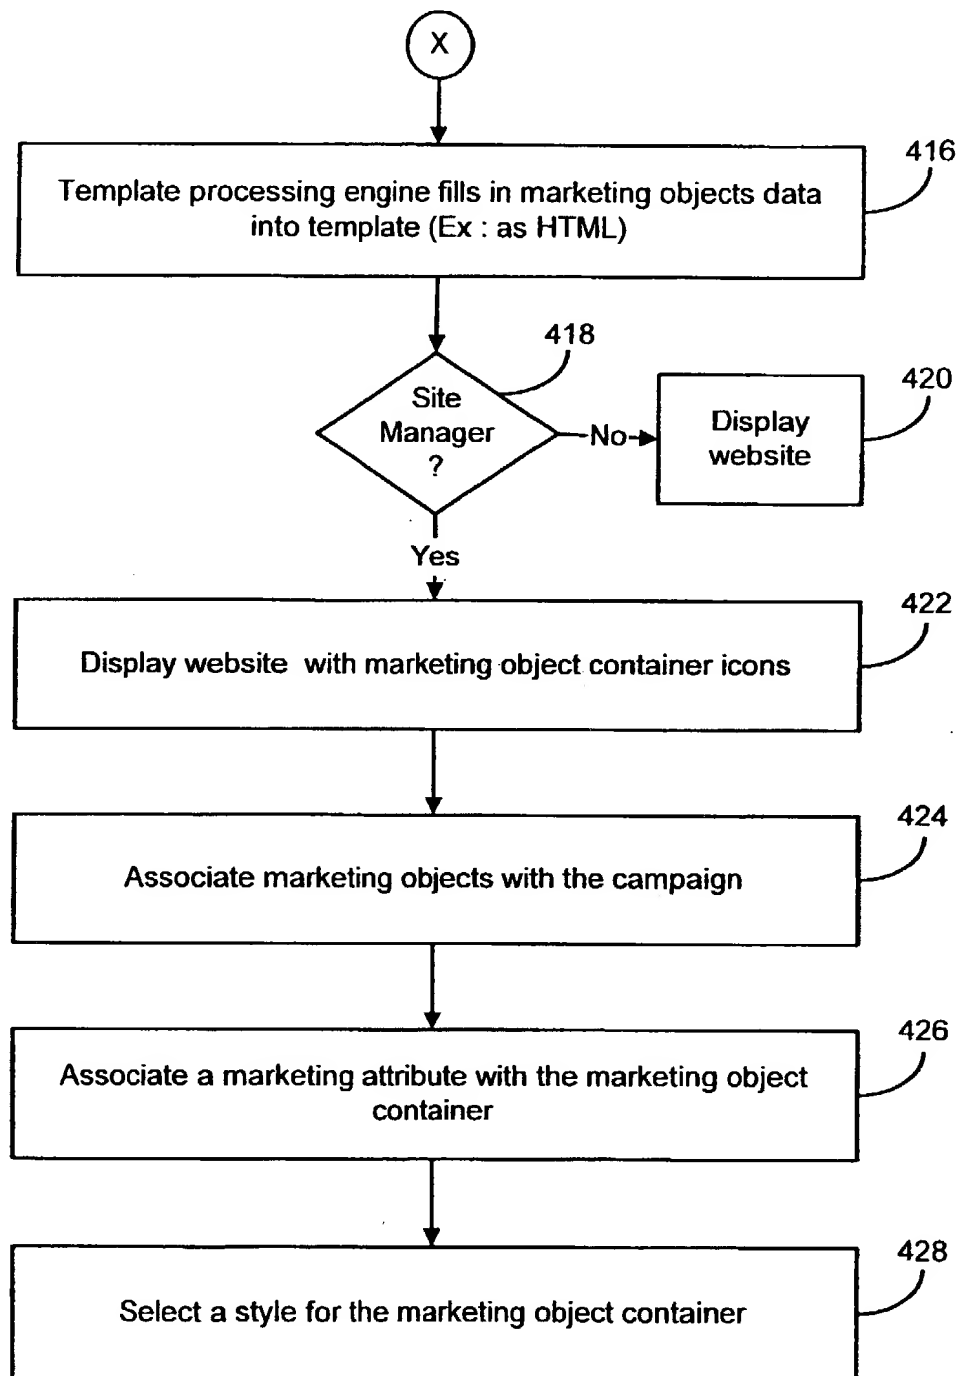 X
416
Template processing engine fills in marketing objects data
into template (Ex : as HTML)
418
Site
Manager
?
No
420
Display
website
Yes
422
Display website with marketing object container icons
424
Associate marketing objects with the campaign
426
Associate a marketing attribute with the marketing object
container
428
Select a style for the marketing object container